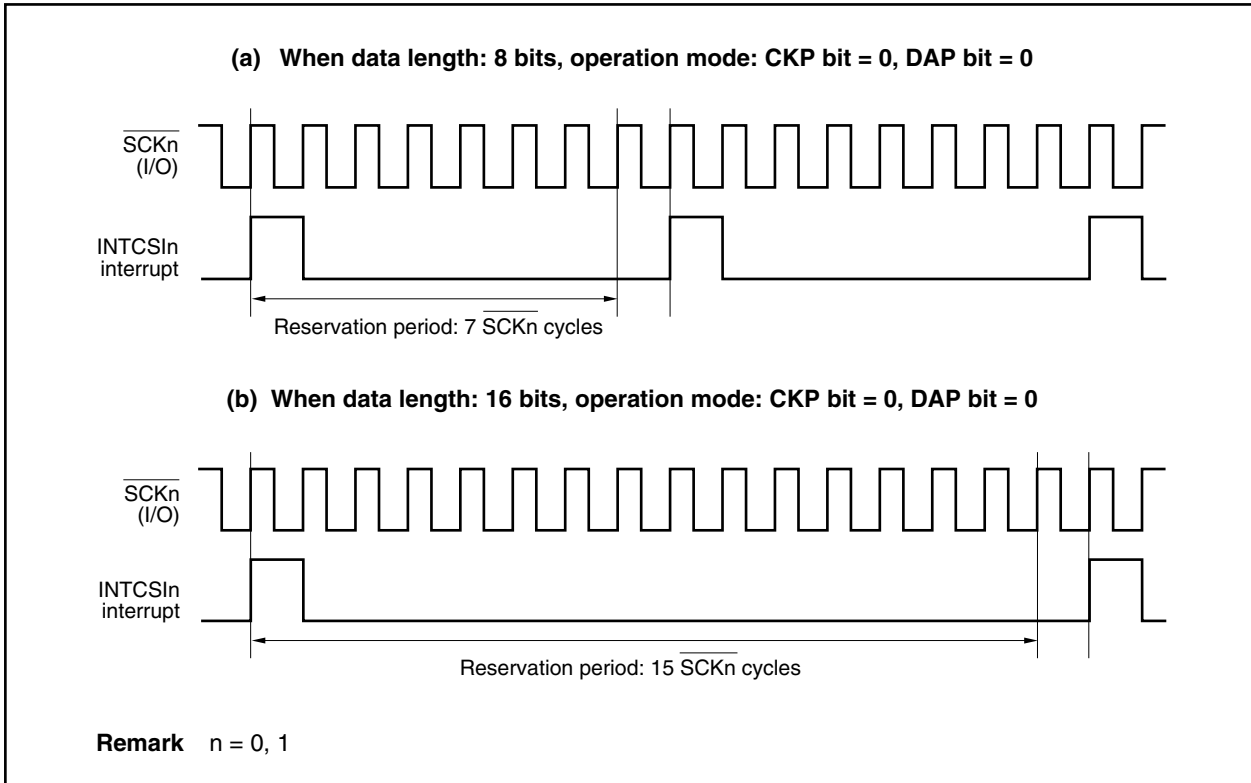 (a) When data length: 8 bits, operation mode: CKP bit = 0, DAP bit = 0
SCKn
(I/O)
INTCSIn
interrupt
Reservation period: 7 SCKn cycles
(b) When data length: 16 bits, operation mode: CKP bit = 0, DAP bit = 0
SCKn
(I/O)
INTCSIn
interrupt
Reservation period: 15 SCKn cycles
Remark n = 0, 1